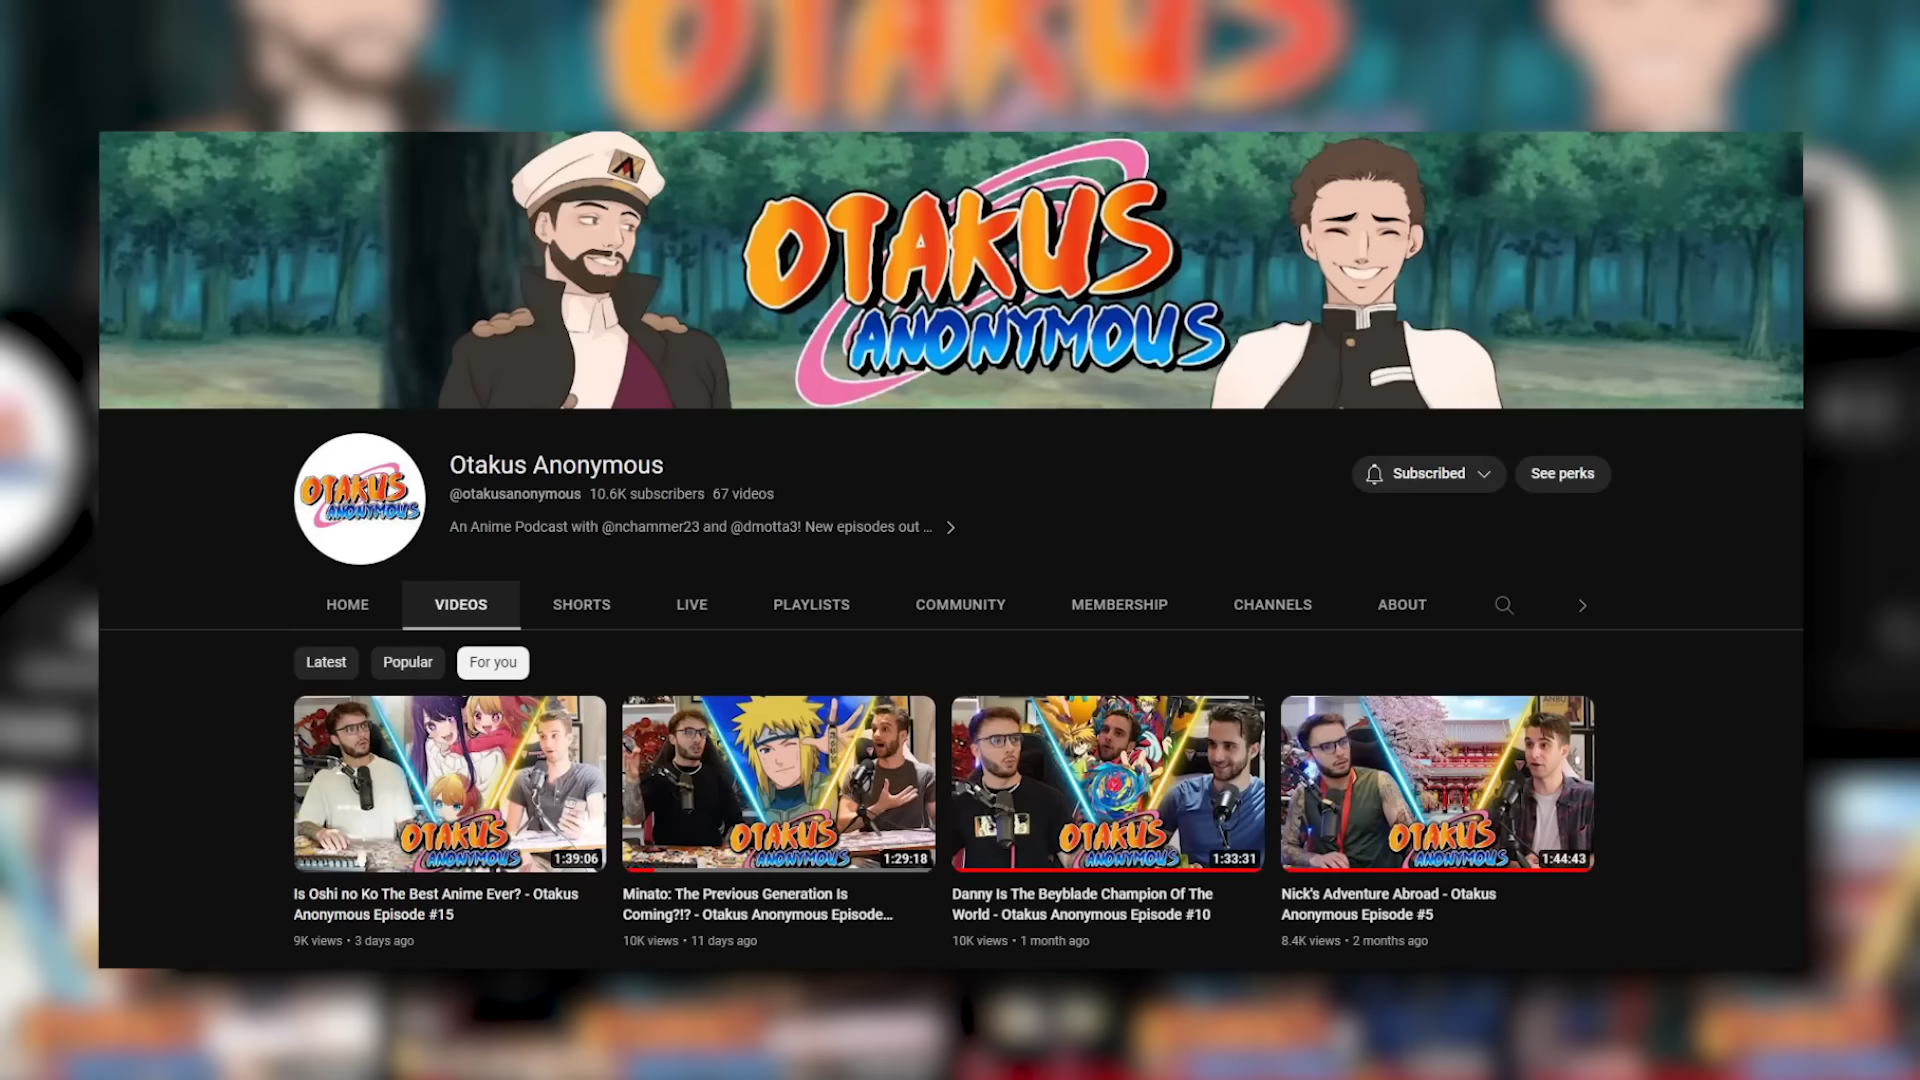 OTAKUS
OTAKUS
ANONYMOUS
OTAKUS
ANONYMOUS
Otakus Anonymous
@otakusanonymous 10.6K subscribers 67 videos
An Anime Podcast with @nchammer23 and @dmotta3! New episodes out ...
Subscribed
See perks
HOME VIDEOS SHORTS LIVE PLAYLISTS COMMUNITY MEMBERSHIP CHANNELS ABOUT
Latest Popular For you
OTAKUS
ANONYMOUS
1:39:06
OTAKUS
ANONYMOUS
1:29:18
OTAKUS
ANONYMOUS
1:33:31
ANBU
OTAKUS
ANONYMOUS
1:44:43
Is Oshi no Ko The Best Anime Ever? - Otakus
Anonymous Episode #15
9K views • 3 days ago
Minato: The Previous Generation Is
Coming?!? - Otakus Anonymous Episode...
10K views • 11 days ago
Danny Is The Beyblade Champion Of The
World - Otakus Anonymous Episode #10
10K views • 1 month ago
Nick's Adventure Abroad - Otakus
Anonymous Episode #5
8.4K views • 2 months ago